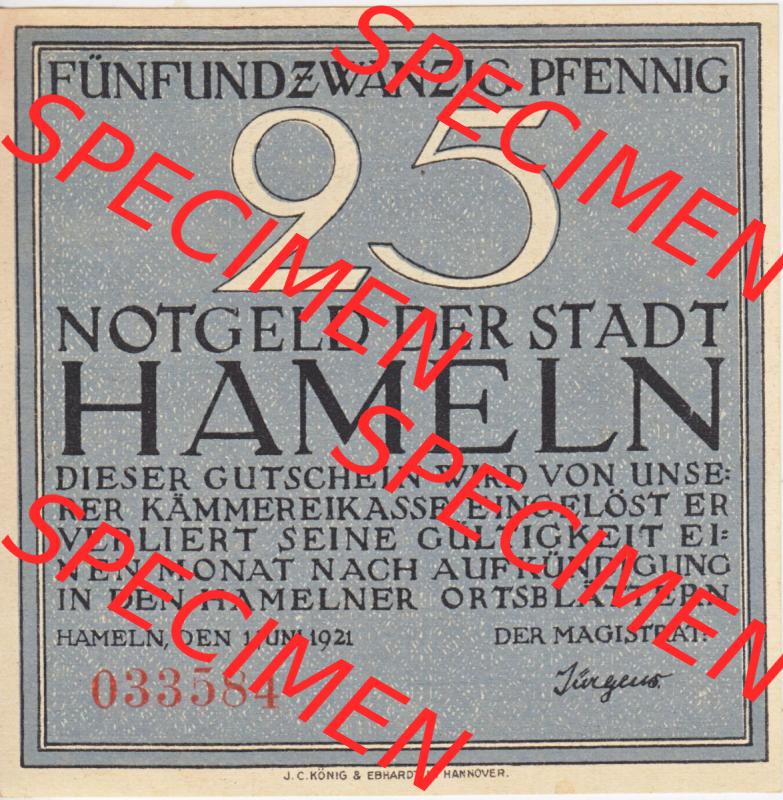 FÜNFUNDZWANZIG PFENNIG
25
NOTGELD DER STADT
HAMELN
DIESER GUTSCHEIN WIRD VON UNSE=
RER KÄMMEREIKASSE EINGELÖST ER
VERLIERT SEINE GÜLTIGKEIT EI=
NEN MONAT NACH AUFKÜNDIGUNG
IN DEN HAMELNER ORTSBLÄTTERN
HAMELN, DEN 1. JUNI 1921
DER MAGISTRAT:
033584
Jürgens.
J. C. KÖNIG & EBHARDT, HANNOVER.
SPECIMEN
SPECIMEN
SPECIMEN
SPECIMEN